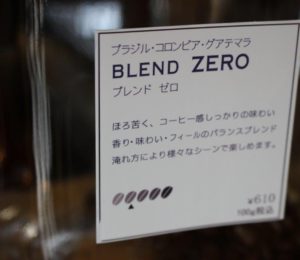 ブラジル・コロンビア・グアテマラ
BLEND ZERO
ブレンド ゼロ
ほろ苦く、コーヒー感しっかりの味わい
香り・味わい・フィールのバランスブレンド
淹れ方により様々なシーンで楽しめます。
¥610
100g税込